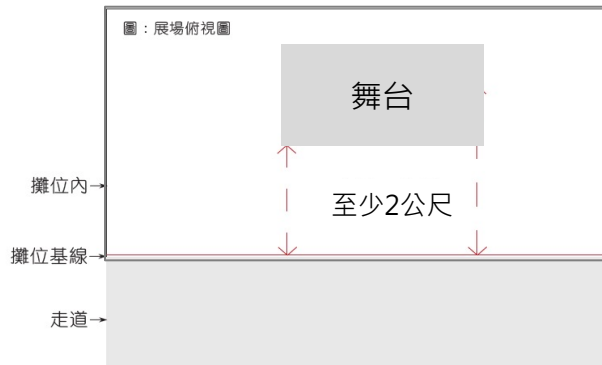 圖：展場俯視圖
舞台
攤位內
至少2公尺
攤位基線
走道